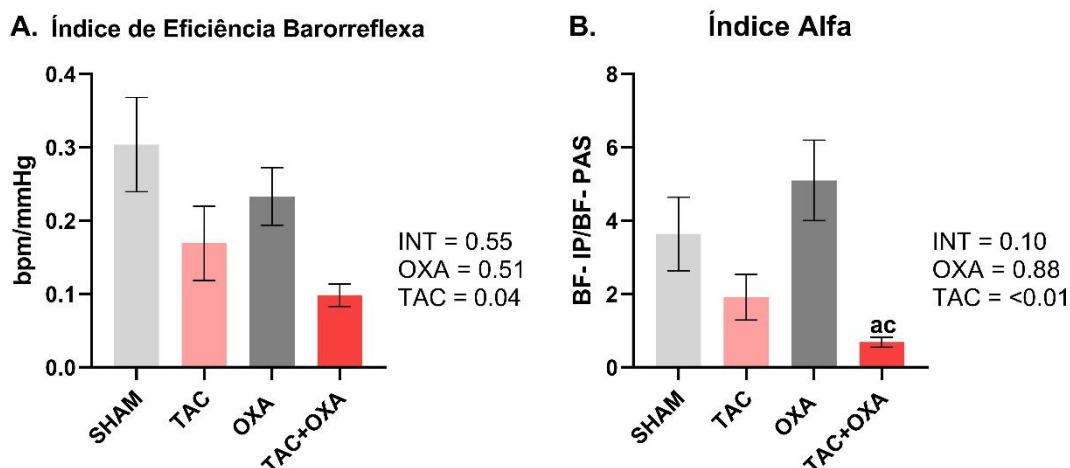 A. Índice de Eficiência Barorreflexa
bpm/mmHg
0.4
0.3
0.2
0.1
0.0
SHAM
TAC
OXA
TAC+OXA
INT = 0.55
OXA = 0.51
TAC = 0.04
B. Índice Alfa
BF- IP/BF- PAS
8
6
4
2
0
ac
SHAM
TAC
OXA
TAC+OXA
INT = 0.10
OXA = 0.88
TAC = <0.01